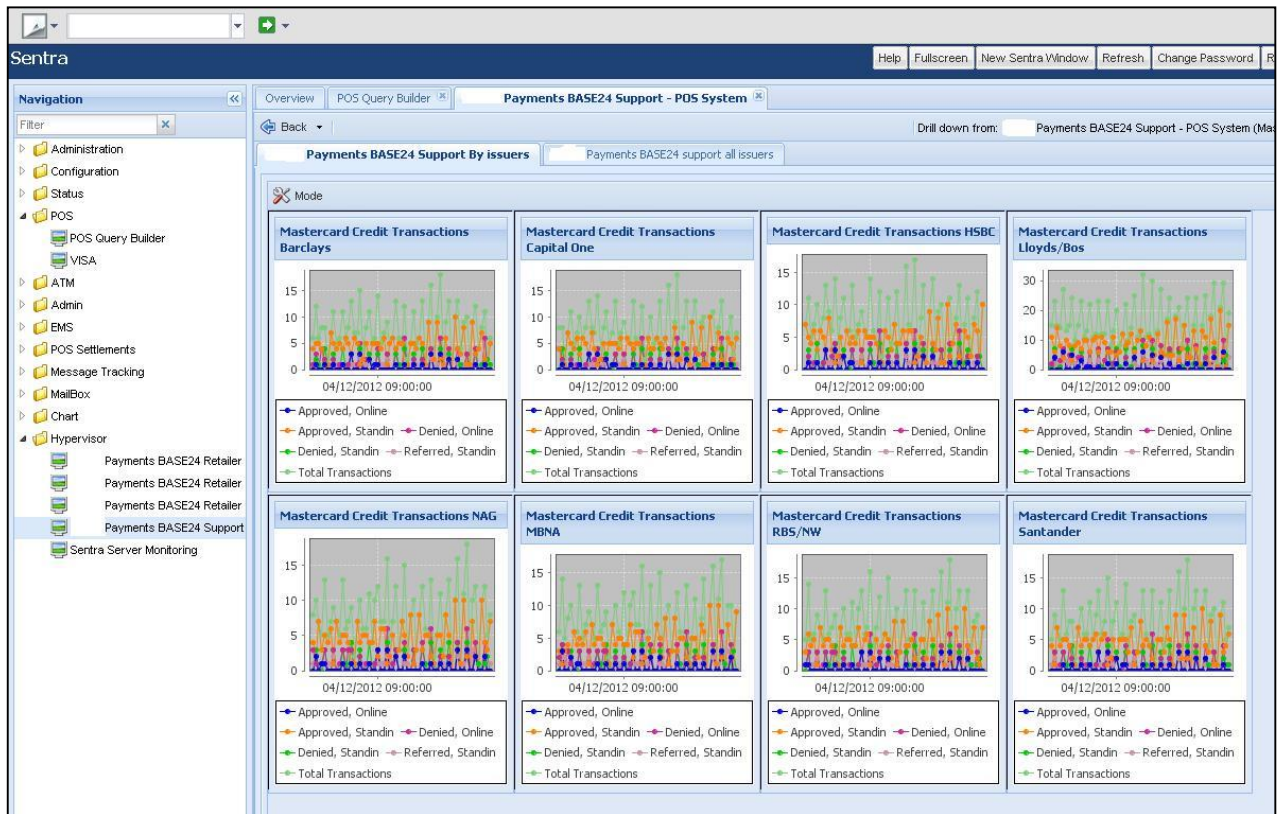 Sentra
Help Fullscreen New Sentra Window Refresh Change Password R
Navigation
Filter
Administration
Configuration
Status
POS
POS Query Builder
VISA
ATM
Admin
EMS
POS Settlements
Message Tracking
MailBox
Chart
Hypervisor
Payments BASE24 Retailer
Payments BASE24 Retailer
Payments BASE24 Retailer
Payments BASE24 Support
Sentra Server Monitoring
Overview POS Query Builder Payments BASE24 Support - POS System
Back Drill down from: Payments BASE24 Support - POS System (Mas
Payments BASE24 Support By issuers Payments BASE24 support all issuers
Mode
Mastercard Credit Transactions
Barclays
15
10
5
0
04/12/2012 09:00:00
Approved, Online
Approved, Standin Denied, Online
Denied, Standin Referred, Standin
Total Transactions
Mastercard Credit Transactions
Capital One
15
10
5
0
04/12/2012 09:00:00
Approved, Online
Approved, Standin Denied, Online
Denied, Standin Referred, Standin
Total Transactions
Mastercard Credit Transactions HSBC
15
10
5
0
04/12/2012 09:00:00
Approved, Online
Approved, Standin Denied, Online
Denied, Standin Referred, Standin
Total Transactions
Mastercard Credit Transactions
Lloyds/Bos
30
20
10
0
04/12/2012 09:00:00
Approved, Online
Approved, Standin Denied, Online
Denied, Standin Referred, Standin
Total Transactions
Mastercard Credit Transactions NAG
15
10
5
0
04/12/2012 09:00:00
Approved, Online
Approved, Standin Denied, Online
Denied, Standin Referred, Standin
Total Transactions
Mastercard Credit Transactions
MBNA
15
10
5
0
04/12/2012 09:00:00
Approved, Online
Approved, Standin Denied, Online
Denied, Standin Referred, Standin
Total Transactions
Mastercard Credit Transactions
RBS/NW
15
10
5
0
04/12/2012 09:00:00
Approved, Online
Approved, Standin Denied, Online
Denied, Standin Referred, Standin
Total Transactions
Mastercard Credit Transactions
Santander
15
10
5
0
04/12/2012 09:00:00
Approved, Online
Approved, Standin Denied, Online
Denied, Standin Referred, Standin
Total Transactions